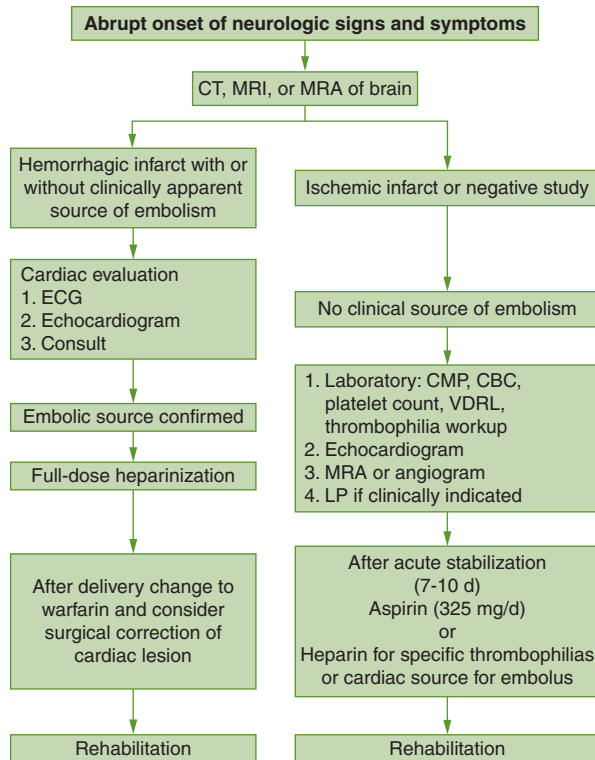 Abrupt onset of neurologic signs and symptoms
CT, MRI, or MRA of brain
Hemorrhagic infarct with or
without clinically apparent
source of embolism
Cardiac evaluation
1. ECG
2. Echocardiogram
3. Consult
Embolic source confirmed
Full-dose heparinization
After delivery change to
warfarin and consider
surgical correction of
cardiac lesion
Rehabilitation
Ischemic infarct or negative study
No clinical source of embolism
1. Laboratory: CMP, CBC,
platelet count, VDRL,
thrombophilia workup
2. Echocardiogram
3. MRA or angiogram
4. LP if clinically indicated
After acute stabilization
(7-10 d)
Aspirin (325 mg/d)
or
Heparin for specific thrombophilias
or cardiac source for embolus
Rehabilitation